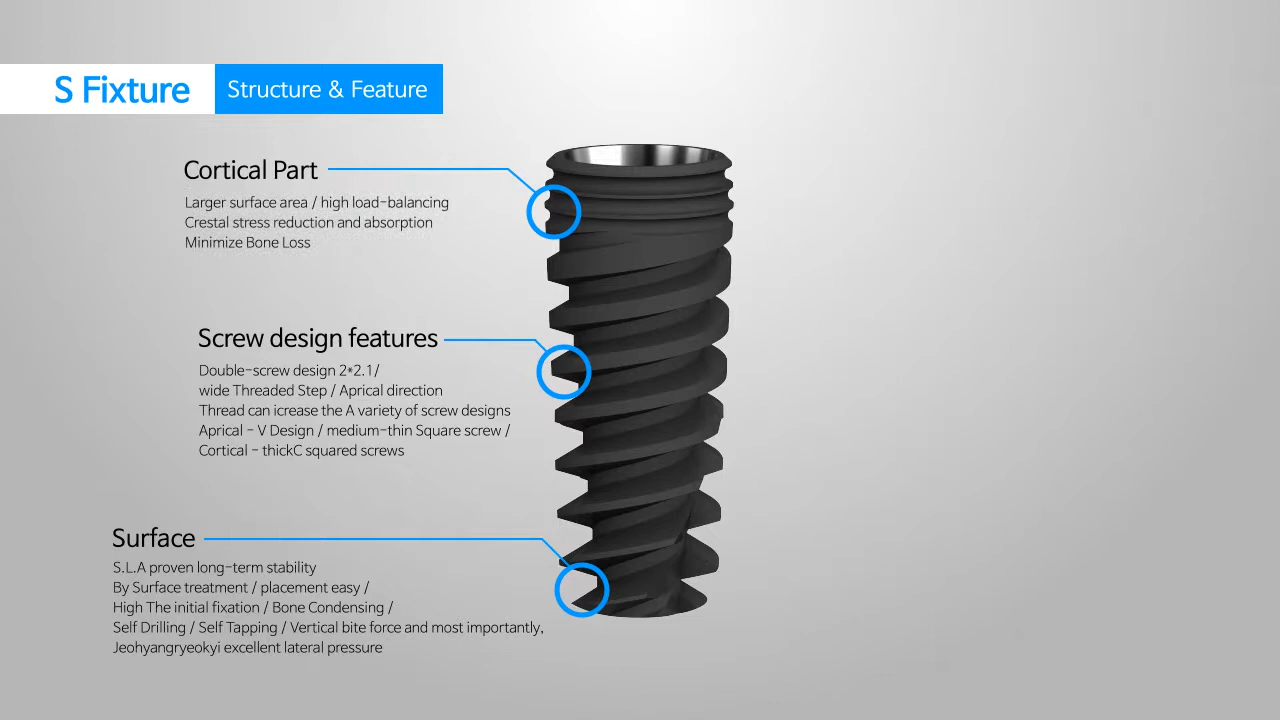 S Fixture Structure & Feature
Cortical Part
Larger surface area / high load-balancing
Crestal stress reduction and absorption
Minimize Bone Loss
Screw design features
Double-screw design 2*2.1/
wide Threaded Step / Aprical direction
Thread can icrease the A variety of screw designs
Aprical - V Design / medium-thin Square screw /
Cortical - thickC squared screws
Surface
S.L.A proven long-term stability
By Surface treatment / placement easy /
High The initial fixation / Bone Condensing /
Self Drilling / Self Tapping / Vertical bite force and most importantly,
Jeohyangryeokyi excellent lateral pressure